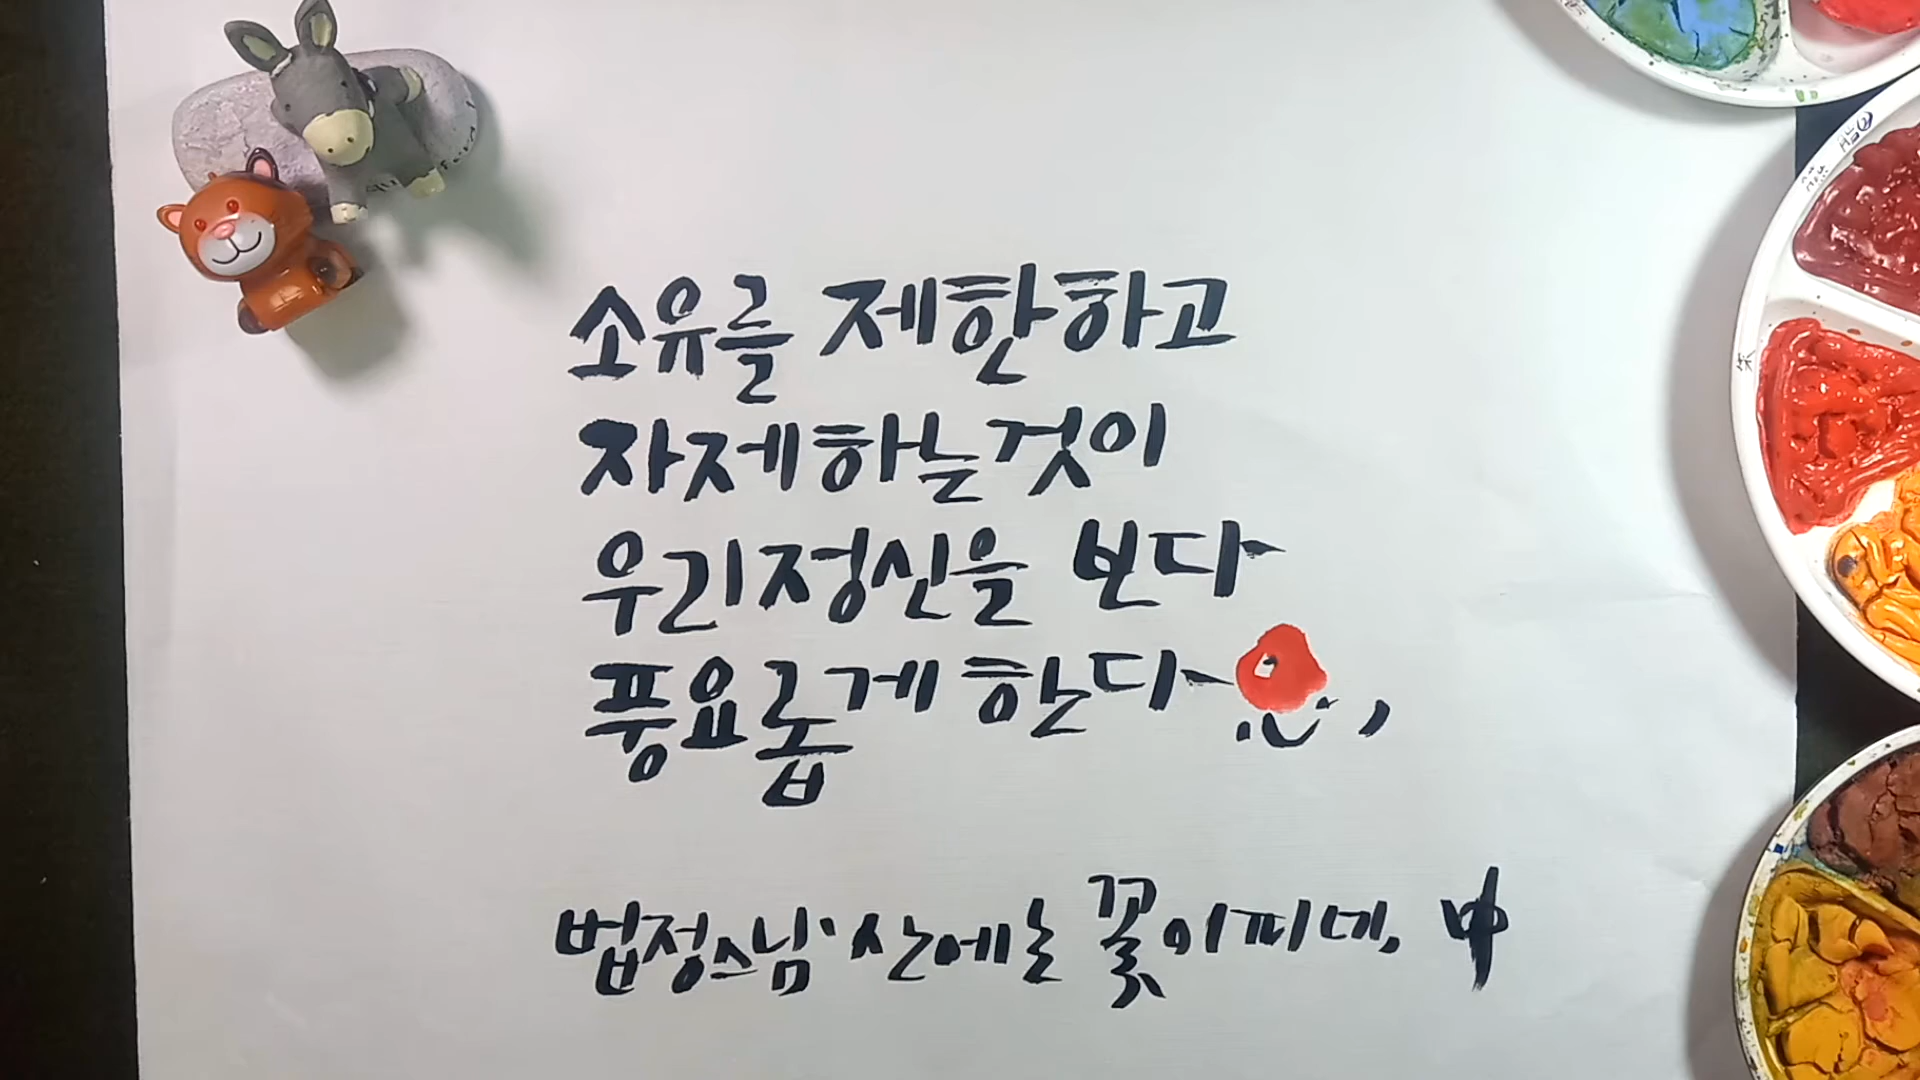 소유를 제한하고
자제하는것이
우리정신을 보다
풍요롭게 한다
법정스님 '산에는 꽃이피네, 中